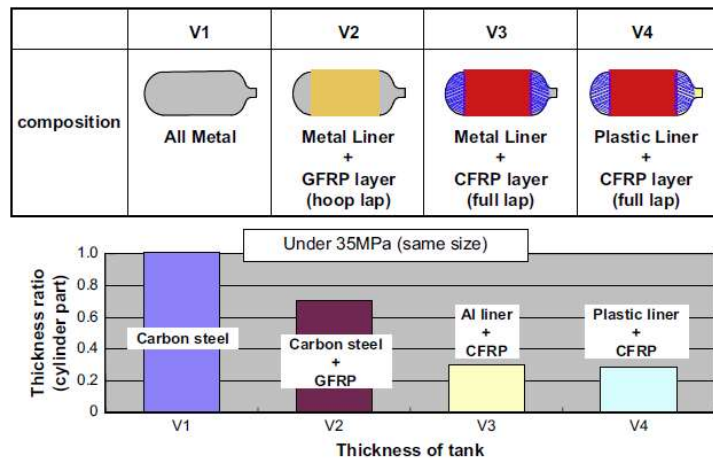 V1 V2 V3 V4
composition
All Metal
Metal Liner
+
GFRP layer
(hoop lap)
Metal Liner
+
CFRP layer
(full lap)
Plastic Liner
+
CFRP layer
(full lap)
Under 35MPa (same size)
Thickness ratio
(cylinder part)
1.0
0.8
0.6
0.4
0.2
0
Carbon steel
Carbon steel
+
GFRP
Al liner
+
CFRP
Plastic liner
+
CFRP
V1 V2 V3 V4
Thickness of tank